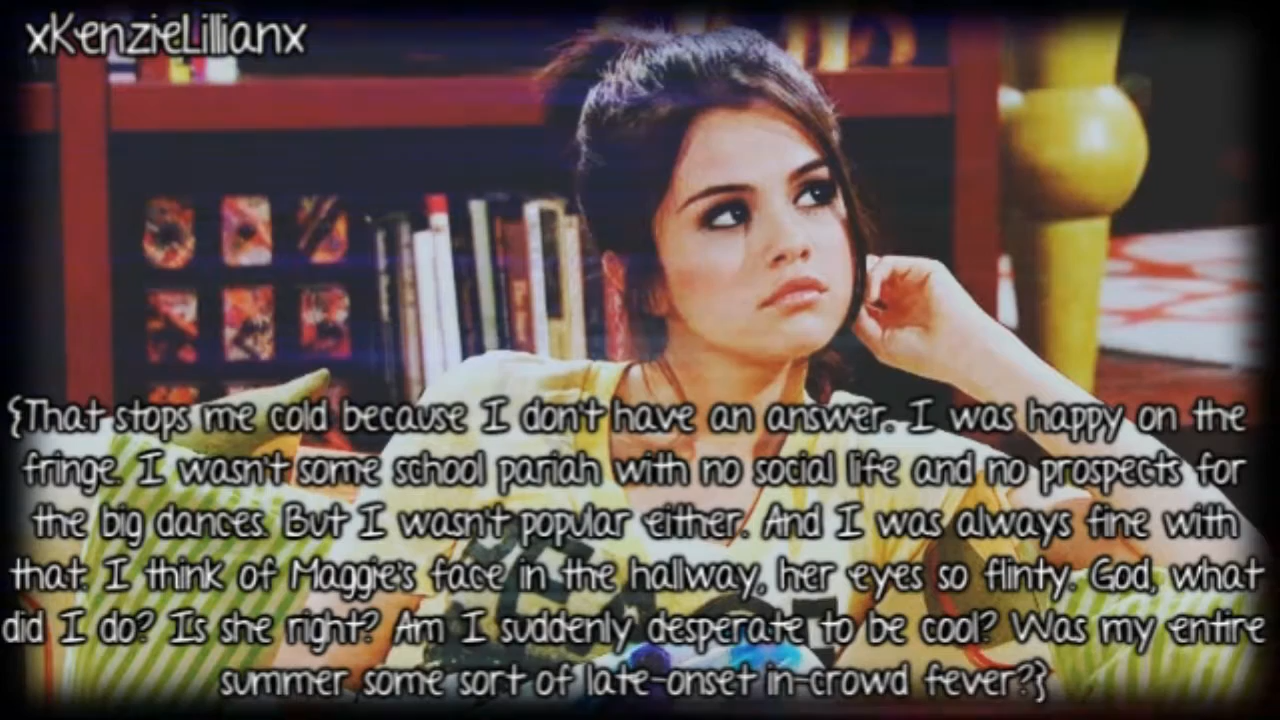 xKenzieLillianx
{That stops me cold because I don't have an answer. I was happy on the
fringe. I wasn't some school pariah with no social life and no prospects for
the big dances. But I wasn't popular either. And I was always fine with
that. I think of Maggie's face in the hallway, her eyes so flinty. God, what
did I do? Is she right? Am I suddenly desperate to be cool? Was my entire
summer some sort of late-onset in-crowd fever?}